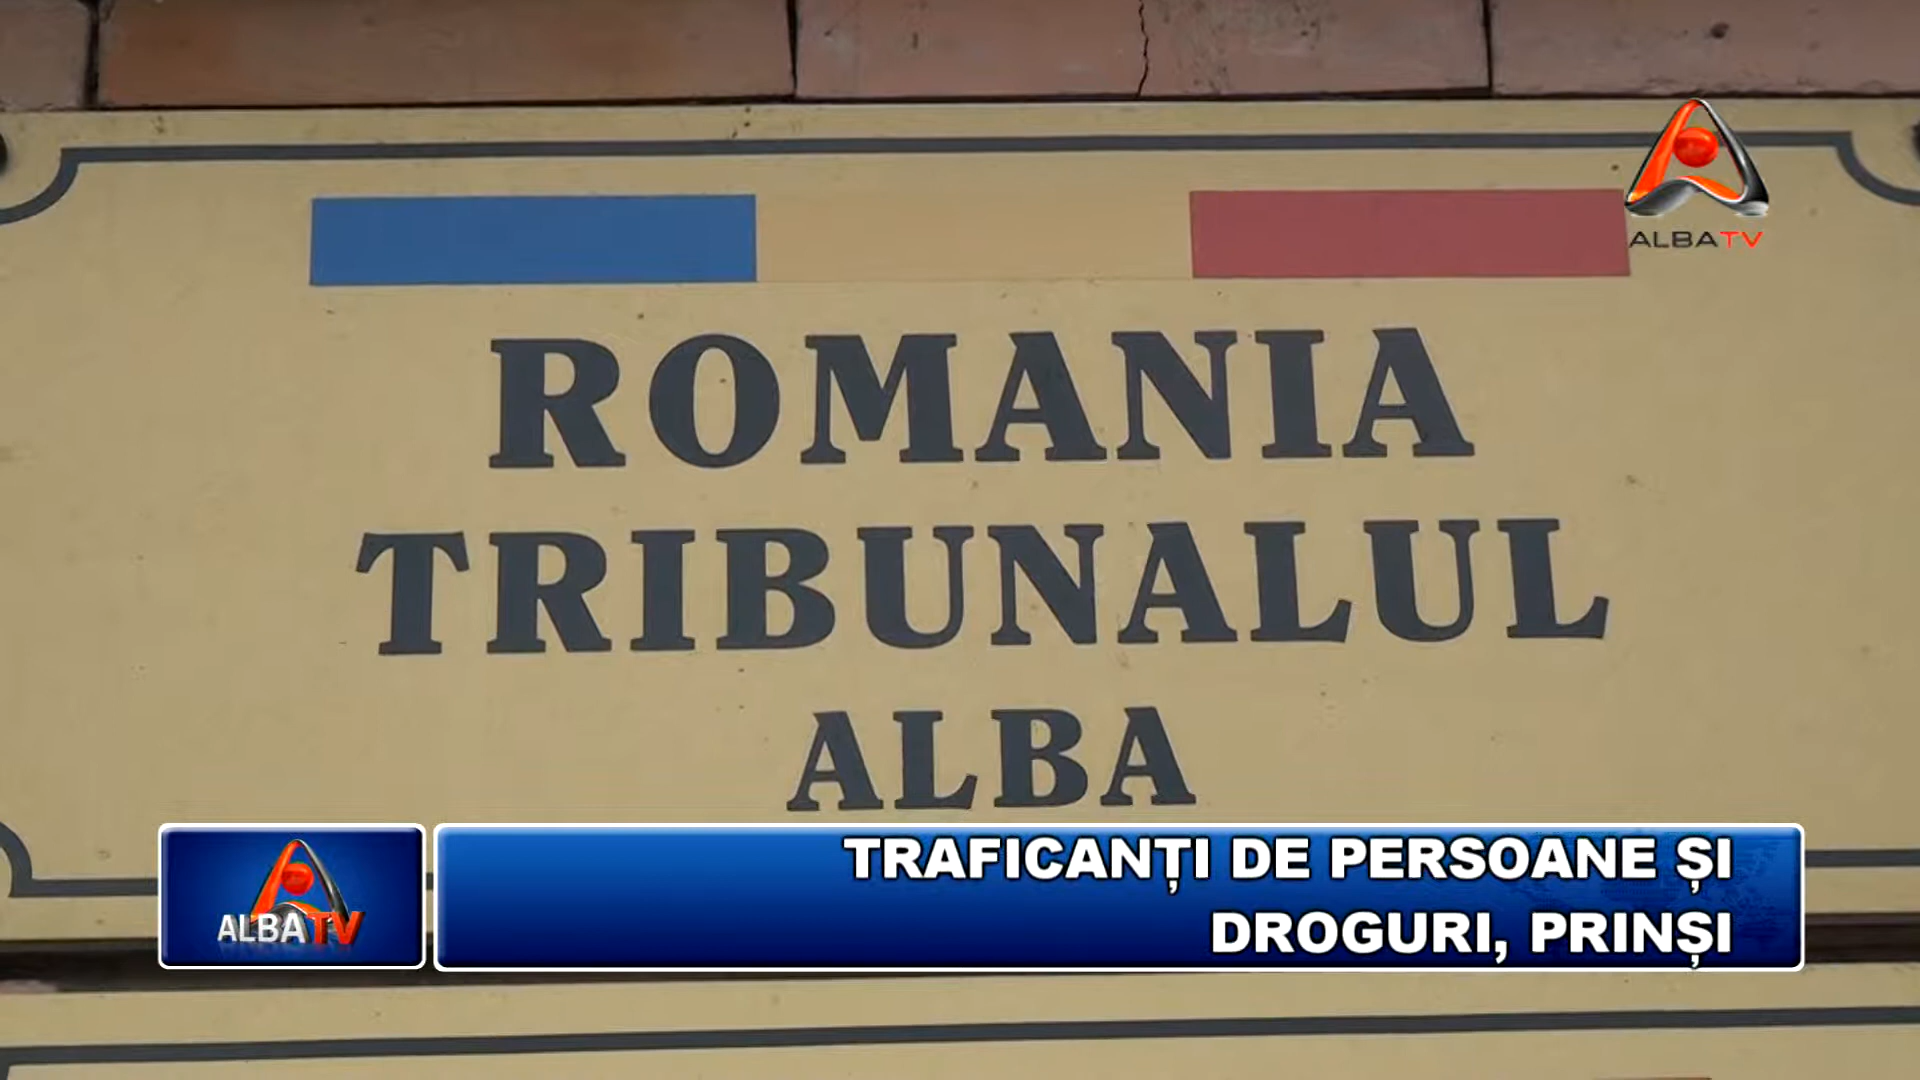 ALBATV
ROMANIA
TRIBUNALUL
ALBA
TRAFICANȚI DE PERSOANE ȘI
DROGURI, PRINȘI
ALBATV